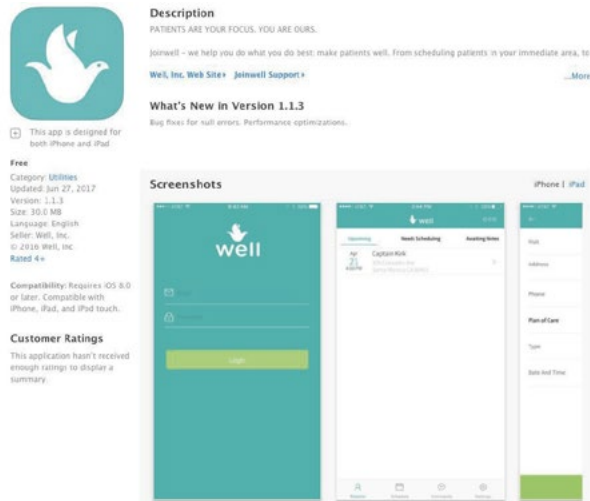 Description
PATIENTS ARE YOUR FOCUS. YOU ARE OURS.
Joinwell – we help you do what you do best: make patients well. From scheduling patients in your immediate area, to
Well, Inc. Web Site Joinwell Support
...More
What's New in Version 1.1.3
Bug fixes for null errors. Performance optimizations.
This app is designed for
both iPhone and iPad
Free
Category: Utilities
Updated: Jun 27, 2017
Version: 1.1.3
Size: 30.0 MB
Language: English
Seller: Well, Inc.
© 2016 Well, Inc
Rated 4+
Compatibility: Requires iOS 8.0
or later. Compatible with
iPhone, iPad, and iPod touch.
Customer Ratings
This application hasn't received
enough ratings to display a
summary.
Screenshots
iPhone | iPad
well
Login
well
Upcoming Needs Scheduling Awaiting Notes
Apr
21
Captain Kirk
Address
Phone
Plan of Care
Type
Date And Time